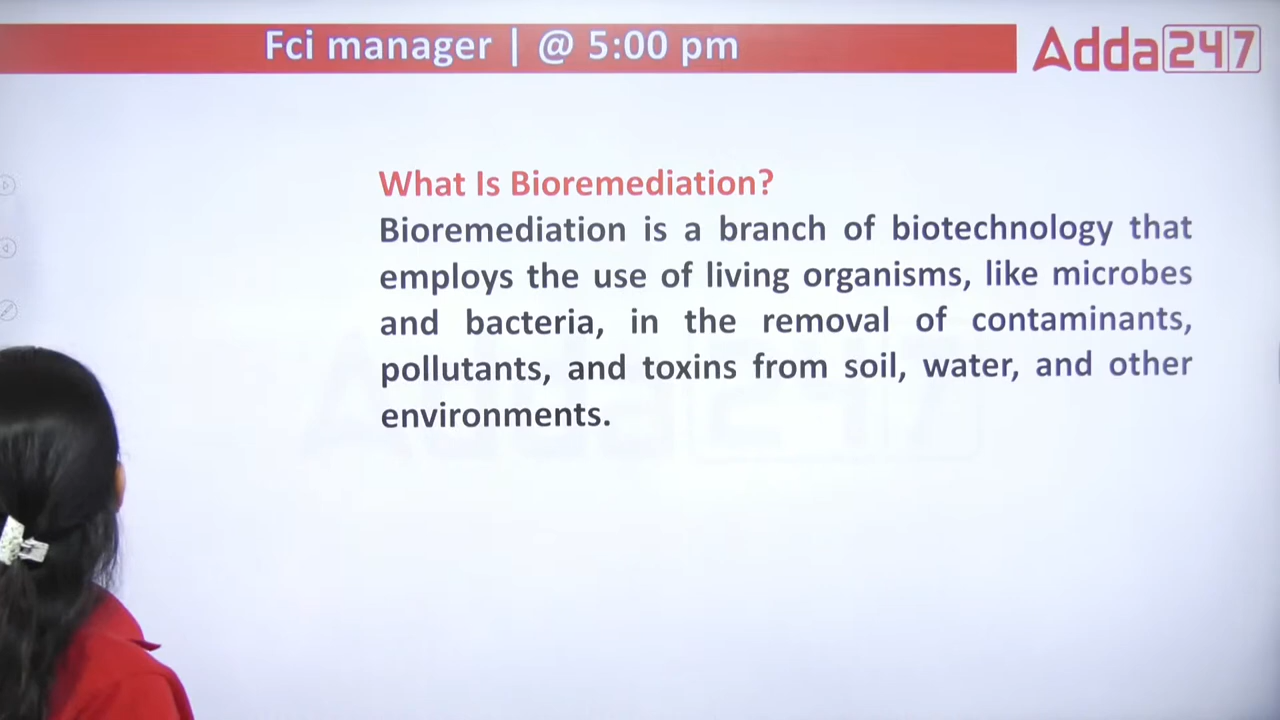 Fci manager | @ 5:00 pm
Adda247
What Is Bioremediation?
Bioremediation is a branch of biotechnology that
employs the use of living organisms, like microbes
and bacteria, in the removal of contaminants,
pollutants, and toxins from soil, water, and other
environments.